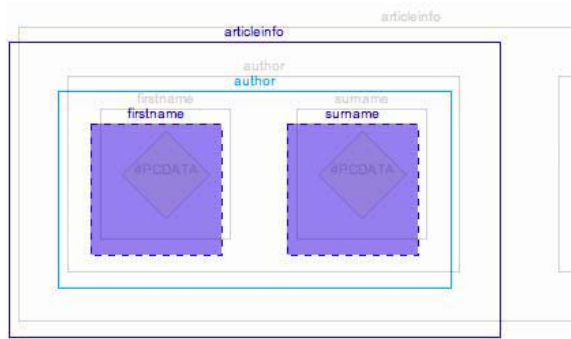 articleinfo
articleinfo
author
author
firstname surname
firstname surname
#PCDATA #PCDATA